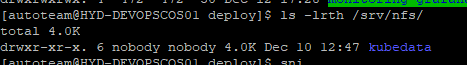 [autoteam@HYD-DEVOPSCOS01 deploy]$ ls -lrth /srv/nfs/
total 4.0K
drwxr-xr-x. 6 nobody nobody 4.0K Dec 10 12:47 kubedata
[autoteam@HYD-DEVOPSCOS01 deploy]$